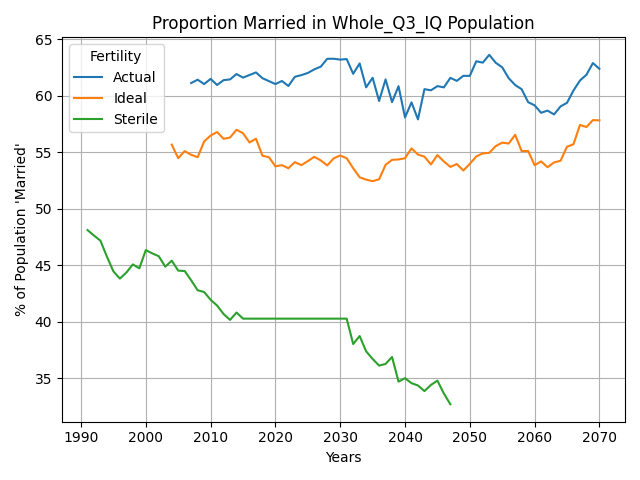 Proportion Married in Whole_Q3_IQ Population
% of Population 'Married'
65
60
55
50
45
40
35
Fertility
Actual
Ideal
Sterile
1990 2000 2010 2020 2030 2040 2050 2060 2070
Years